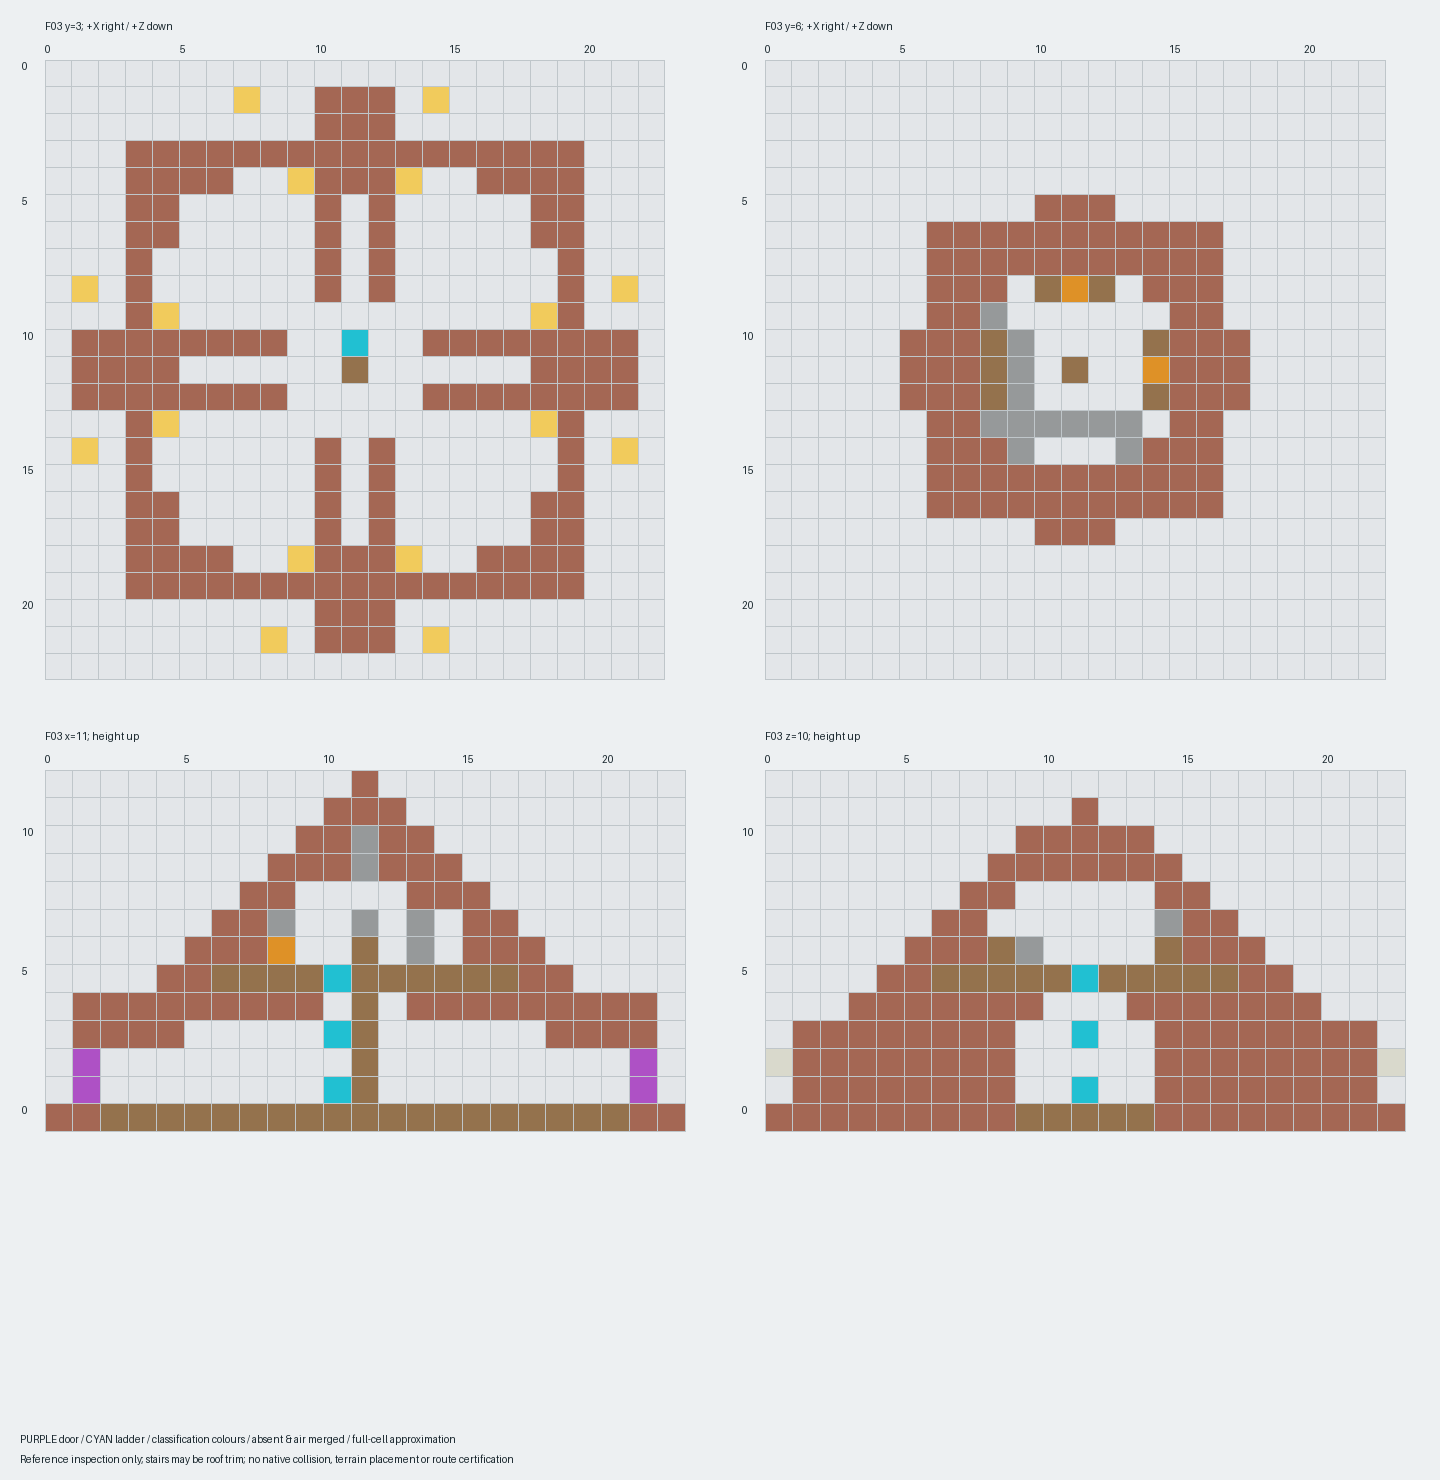 F03 y=3; +X right / +Z down
0 5 10 15 20
0
5
10
15
20
F03 y=6; +X right / +Z down
0 5 10 15 20
0
5
10
15
20
F03 x=11; height up
0 5 10 15 20
10
5
0
F03 z=10; height up
0 5 10 15 20
10
5
0
PURPLE door / CYAN ladder / classification colours / absent & air merged / full-cell approximation
Reference inspection only; stairs may be roof trim; no native collision, terrain placement or route certification